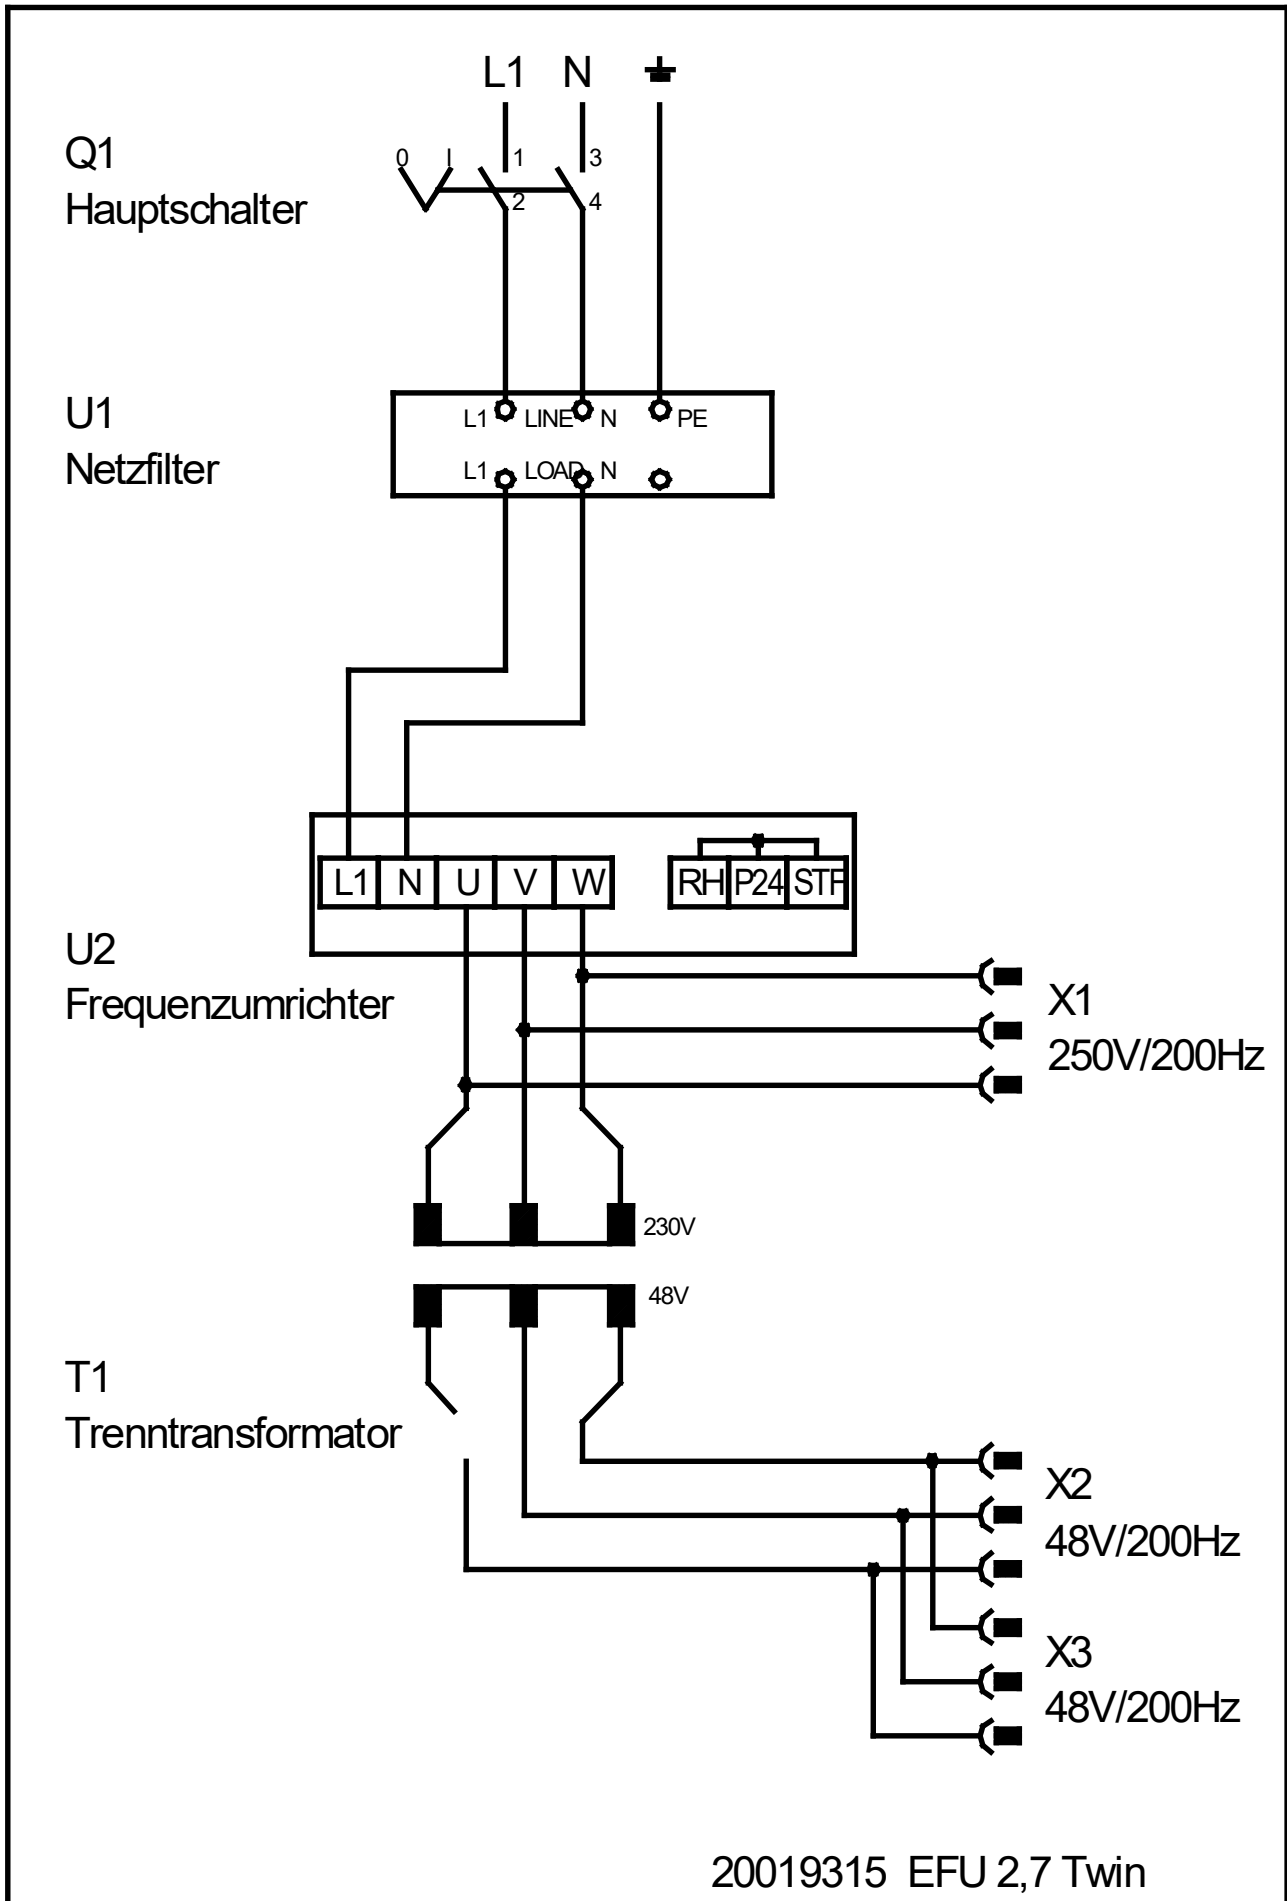 L1 N
Q1
Hauptschalter
0 I 1 3
2 4
U1
Netzfilter
L1 LINE N PE
L1 LOAD N
L1 N U V W RH P24 STF
U2
Frequenzumrichter
X1
250V/200Hz
230V
48V
T1
Trenntransformator
X2
48V/200Hz
X3
48V/200Hz
20019315 EFU 2,7 Twin